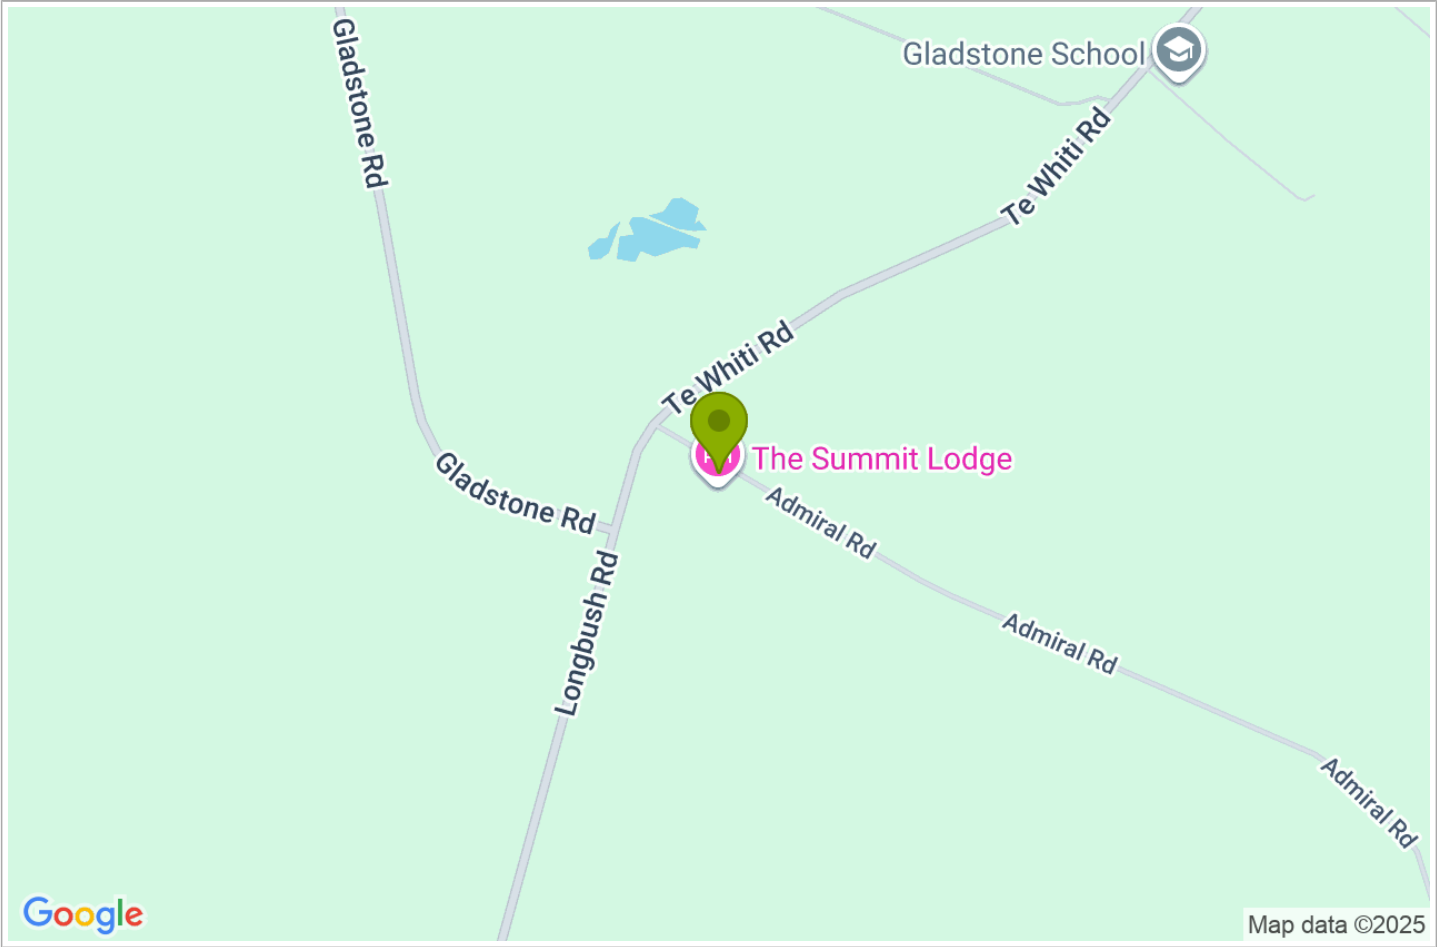 Gladstone Rd
Gladstone School
Te Whiti Rd
Te Whiti Rd
The Summit Lodge
Gladstone Rd
Admiral Rd
Longbush Rd
Admiral Rd
Admiral Rd
Google
Map data ©2025